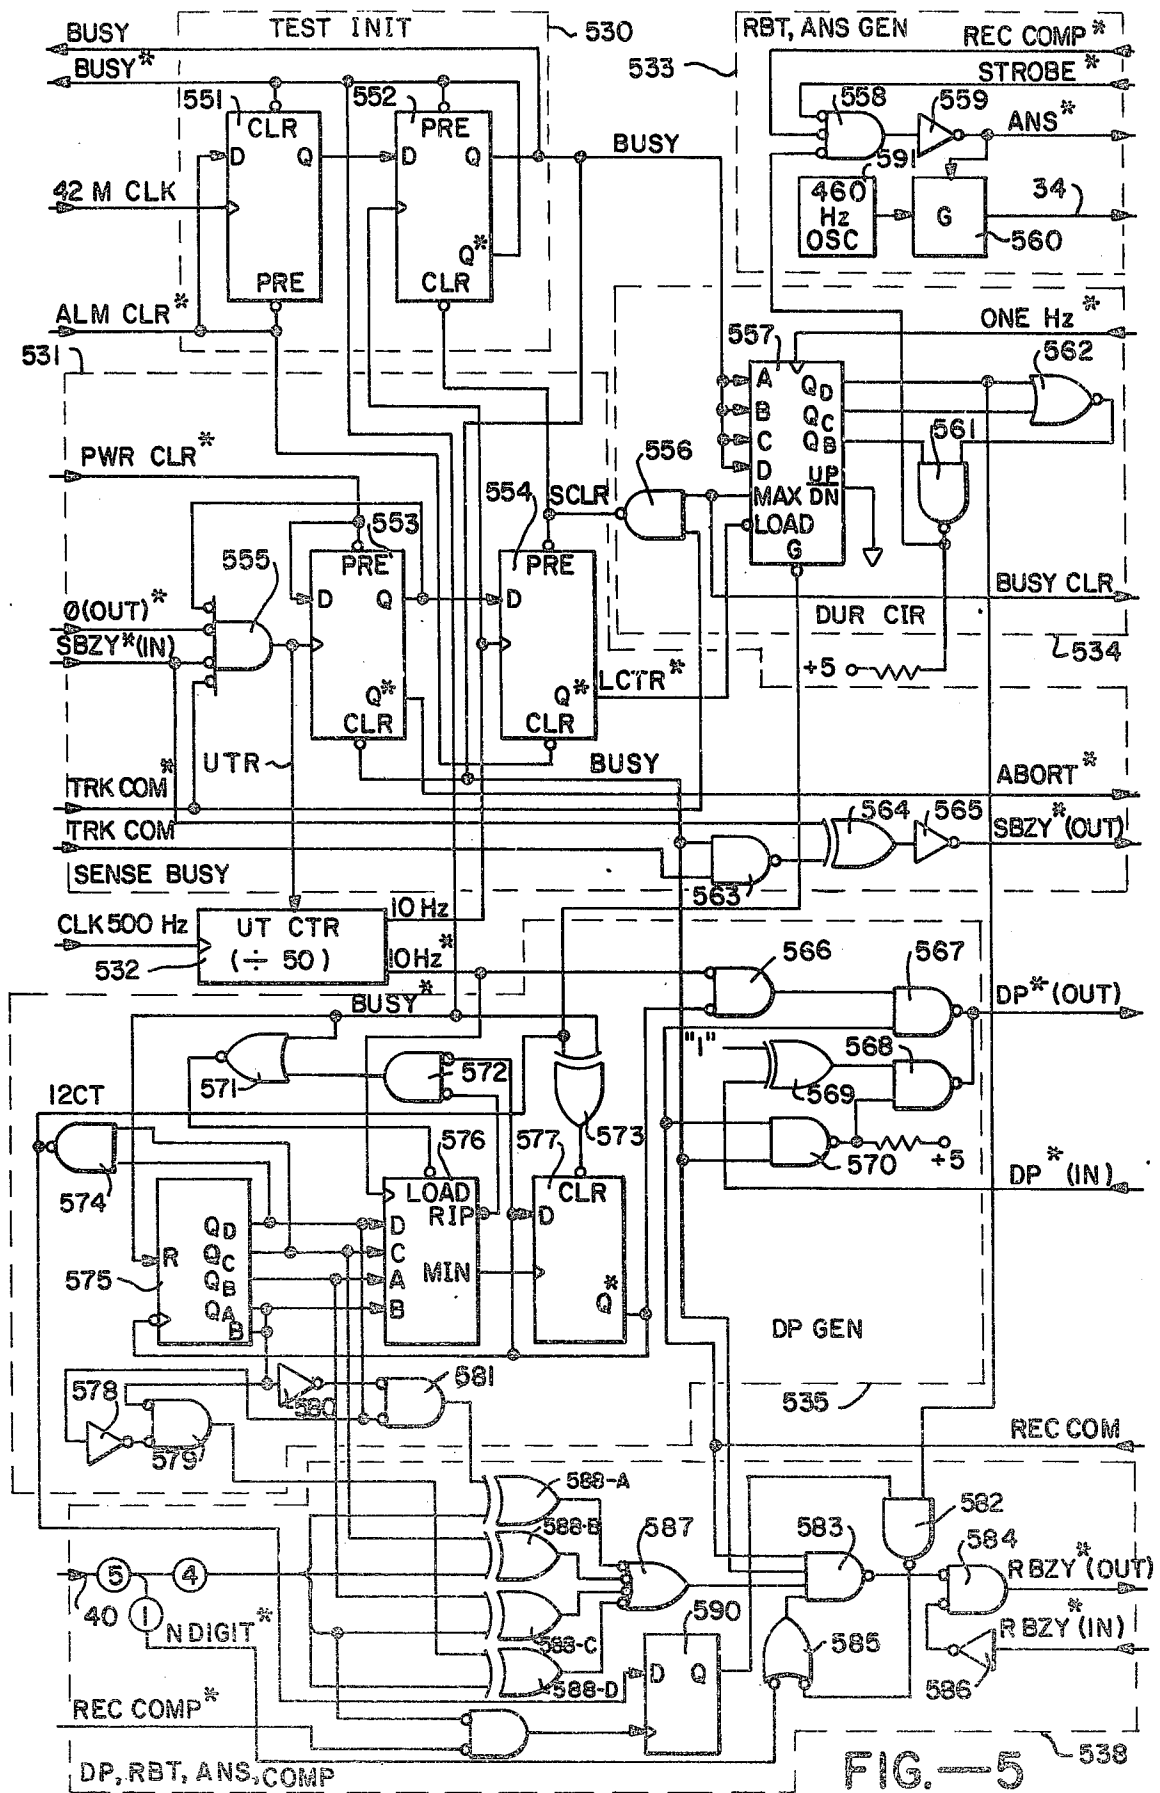 BUSY
TEST INIT
530
RBT, ANS GEN
REC COMP*
BUSY*
533
STROBE*
551
552
558
559
CLR
PRE
ANS*
D
Q
D
Q
BUSY
591
42 M CLK
460
Hz
OSC
G
34
560
Q*
PRE
CLR
ALM CLR*
ONE Hz*
531
557
562
A
QD
B
QC
C
QB
561
D
UP
PWR CLR*
556
554
SCLR
MAX
DN
553
LOAD
555
PRE
PRE
G
D
Q
D
BUSY CLR
0(OUT)*
DUR CIR
SBZY*(IN)
534
+5
LCTR*
Q*
Q*
CLR
CLR
UTR
BUSY
ABORT*
TRK COM*
564
565
TRK COM
SBZY*(OUT)
SENSE BUSY
563
10 Hz
CLK 500 Hz
UT CTR
532
(÷ 50)
10 Hz*
566
567
BUSY*
DP*(OUT)
"1"
568
571
572
569
12CT
576
577
573
570
+5
574
LOAD
CLR
DP*(IN)
RIP
D
QD
D
R
QC
C
575
QB
A
MIN
Q*
QA
B
B
DP GEN
578
580
581
535
579
REC COM
588-A
582
588-B
587
583
584
5
4
RBZY*(OUT)
40
1
590
N DIGIT*
588-C
585
RBZY*(IN)
D
Q
588-D
586
REC COMP*
538
DP, RBT, ANS, COMP
FIG.—5